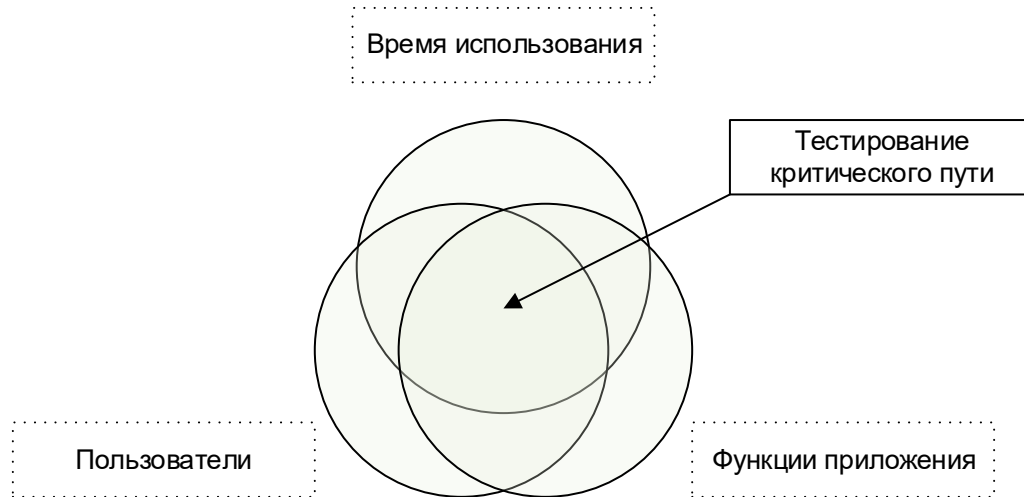 Время использования
Тестирование
критического пути
Пользователи
Функции приложения